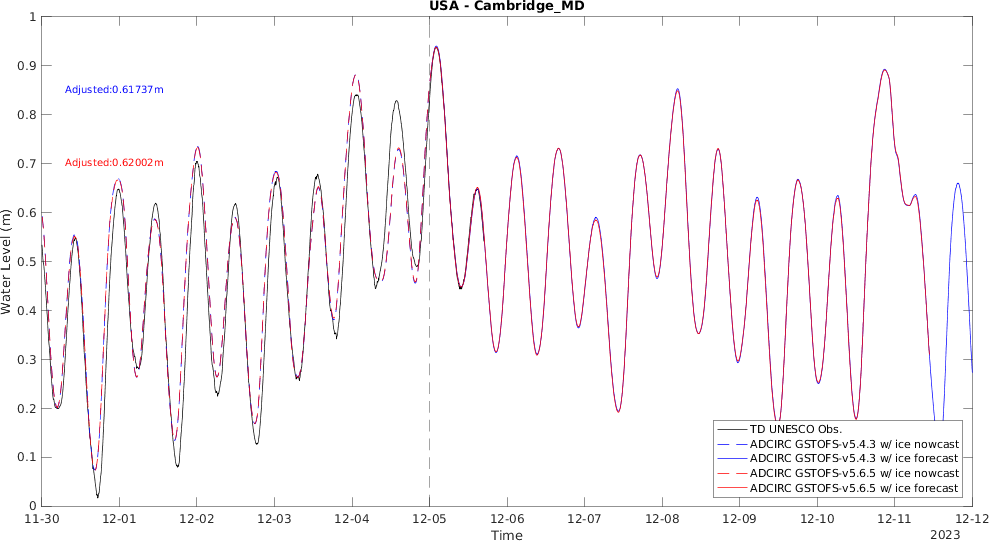 USA - Cambridge_MD
Water Level (m)
1
0.9
0.8
0.7
0.6
0.5
0.4
0.3
0.2
0.1
0
Adjusted:0.61737m
Adjusted:0.62002m
TD UNESCO Obs.
ADCIRC GSTOFS-v5.4.3 w/ ice nowcast
ADCIRC GSTOFS-v5.4.3 w/ ice forecast
ADCIRC GSTOFS-v5.6.5 w/ ice nowcast
ADCIRC GSTOFS-v5.6.5 w/ ice forecast
11-30 12-01 12-02 12-03 12-04 12-05 12-06 12-07 12-08 12-09 12-10 12-11 12-12
Time
2023